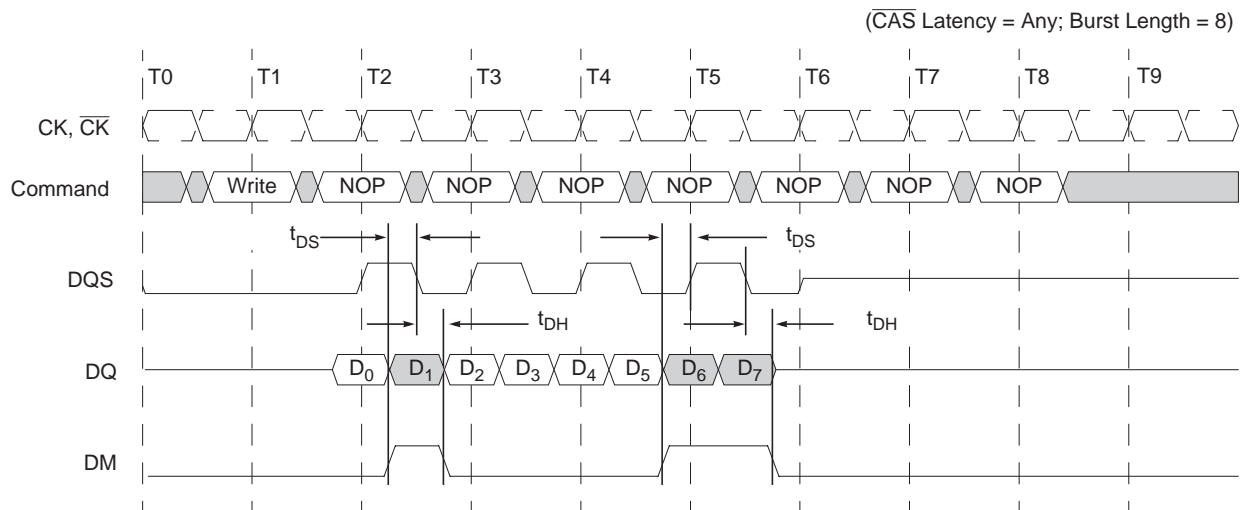 (C̅A̅S̅ Latency = Any; Burst Length = 8)
T0 T1 T2 T3 T4 T5 T6 T7 T8 T9
CK, C̅K̅
Command Write NOP NOP NOP NOP NOP NOP NOP
tDS tDS
DQS
tDH tDH
DQ D0 D1 D2 D3 D4 D5 D6 D7
DM